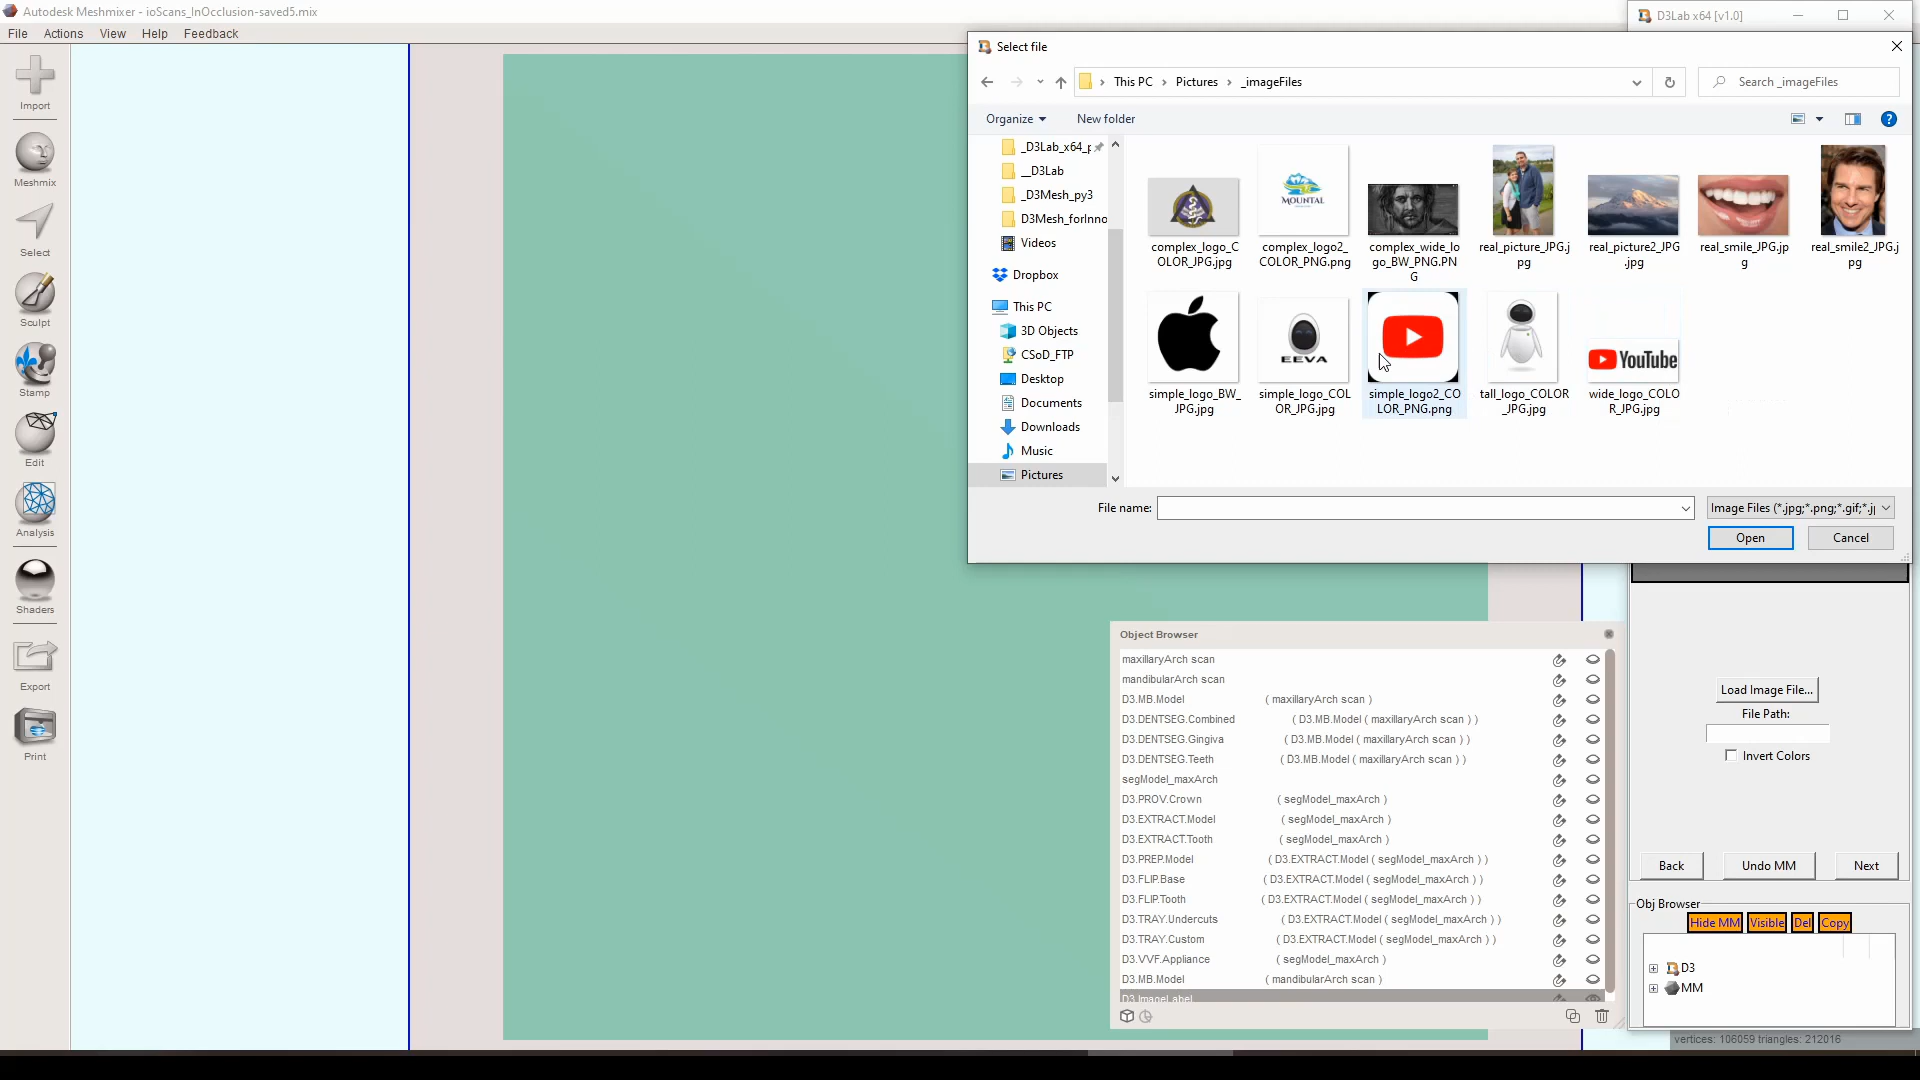 Autodesk Meshmixer - ioScans_InOcclusion-saved5.mix
D3Lab x64 [v1.0]
File Actions View Help Feedback
Import
Meshmix
Select
Sculpt
Stamp
Edit
Analysis
Shaders
Export
Print
Select file
This PC > Pictures > _imageFiles
Search _imageFiles
Organize New folder
_D3Lab_x64_p
__D3Lab
_D3Mesh_py3
D3Mesh_forInno
Videos
Dropbox
This PC
3D Objects
CSoD_FTP
Desktop
Documents
Downloads
Music
Pictures
MOUNTAL
complex_logo_C
OLOR_JPG.jpg
complex_logo2_
COLOR_PNG.png
complex_wide_lo
go_BW_PNG.PN
G
real_picture_JPG.j
pg
real_picture2_JPG
.jpg
real_smile_JPG.jp
g
real_smile2_JPG.j
pg
EEVA
YouTube
simple_logo_BW_
JPG.jpg
simple_logo_COL
OR_JPG.jpg
simple_logo2_CO
LOR_PNG.png
tall_logo_COLOR
_JPG.jpg
wide_logo_COLO
R_JPG.jpg
File name:
Image Files (*.jpg;*.png;*.gif;*.j
Open Cancel
Object Browser
maxillaryArch scan
mandibularArch scan
D3.MB.Model ( maxillaryArch scan )
D3.DENTSEG.Combined ( D3.MB.Model ( maxillaryArch scan ) )
D3.DENTSEG.Gingiva ( D3.MB.Model ( maxillaryArch scan ) )
D3.DENTSEG.Teeth ( D3.MB.Model ( maxillaryArch scan ) )
segModel_maxArch
D3.PROV.Crown ( segModel_maxArch )
D3.EXTRACT.Model ( segModel_maxArch )
D3.EXTRACT.Tooth ( segModel_maxArch )
D3.PREP.Model ( D3.EXTRACT.Model ( segModel_maxArch ) )
D3.FLIP.Base ( D3.EXTRACT.Model ( segModel_maxArch ) )
D3.FLIP.Tooth ( D3.EXTRACT.Model ( segModel_maxArch ) )
D3.TRAY.Undercuts ( D3.EXTRACT.Model ( segModel_maxArch ) )
D3.TRAY.Custom ( D3.EXTRACT.Model ( segModel_maxArch ) )
D3.VVF.Appliance ( segModel_maxArch )
D3.MB.Model ( mandibularArch scan )
D3.ImageLabel
Load Image File...
File Path:
Invert Colors
Back Undo MM Next
Obj Browser
Hide MM Visible Del Copy
D3
MM
vertices: 106059 triangles: 212016